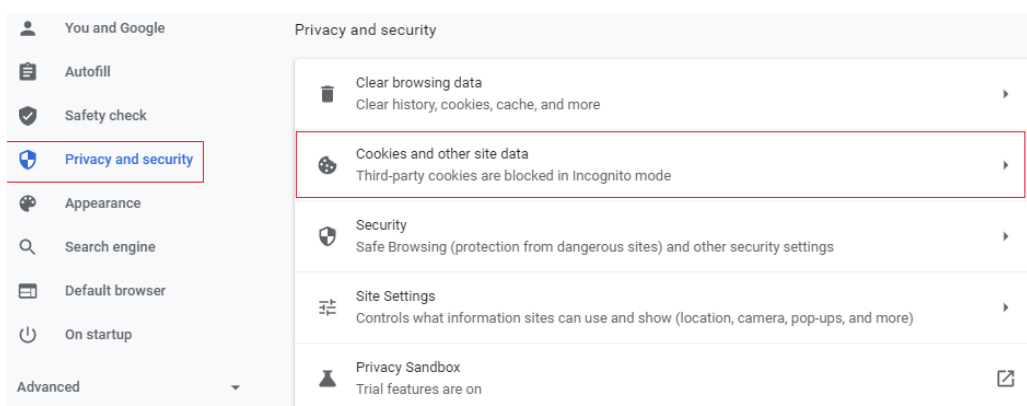 You and Google
Autofill
Safety check
Privacy and security
Appearance
Search engine
Default browser
On startup
Advanced
Privacy and security
Clear browsing data
Clear history, cookies, cache, and more
Cookies and other site data
Third-party cookies are blocked in Incognito mode
Security
Safe Browsing (protection from dangerous sites) and other security settings
Site Settings
Controls what information sites can use and show (location, camera, pop-ups, and more)
Privacy Sandbox
Trial features are on